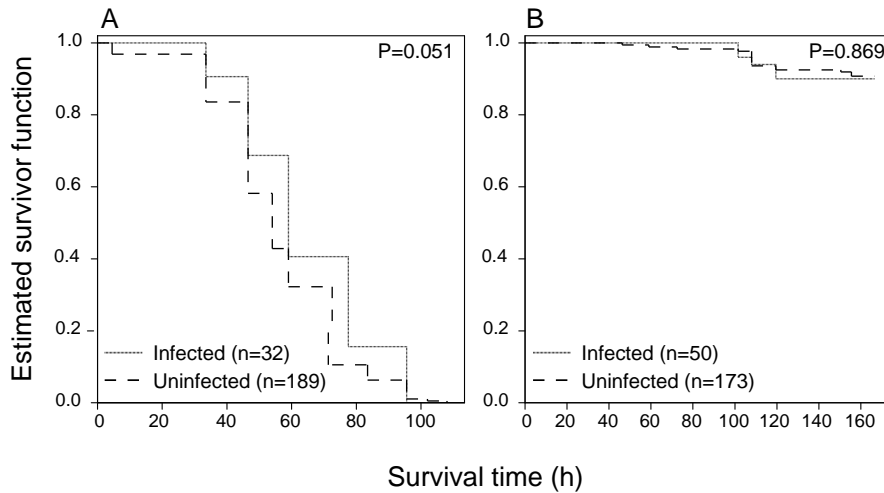 A
B
P=0.051
P=0.869
Estimated survivor function
1.0
0.8
0.6
0.4
0.2
0.0
Infected (n=32)
Uninfected (n=189)
0 20 40 60 80 100
1.0
0.8
0.6
0.4
0.2
0.0
Infected (n=50)
Uninfected (n=173)
0 20 40 60 80 100 120 140 160
Survival time (h)